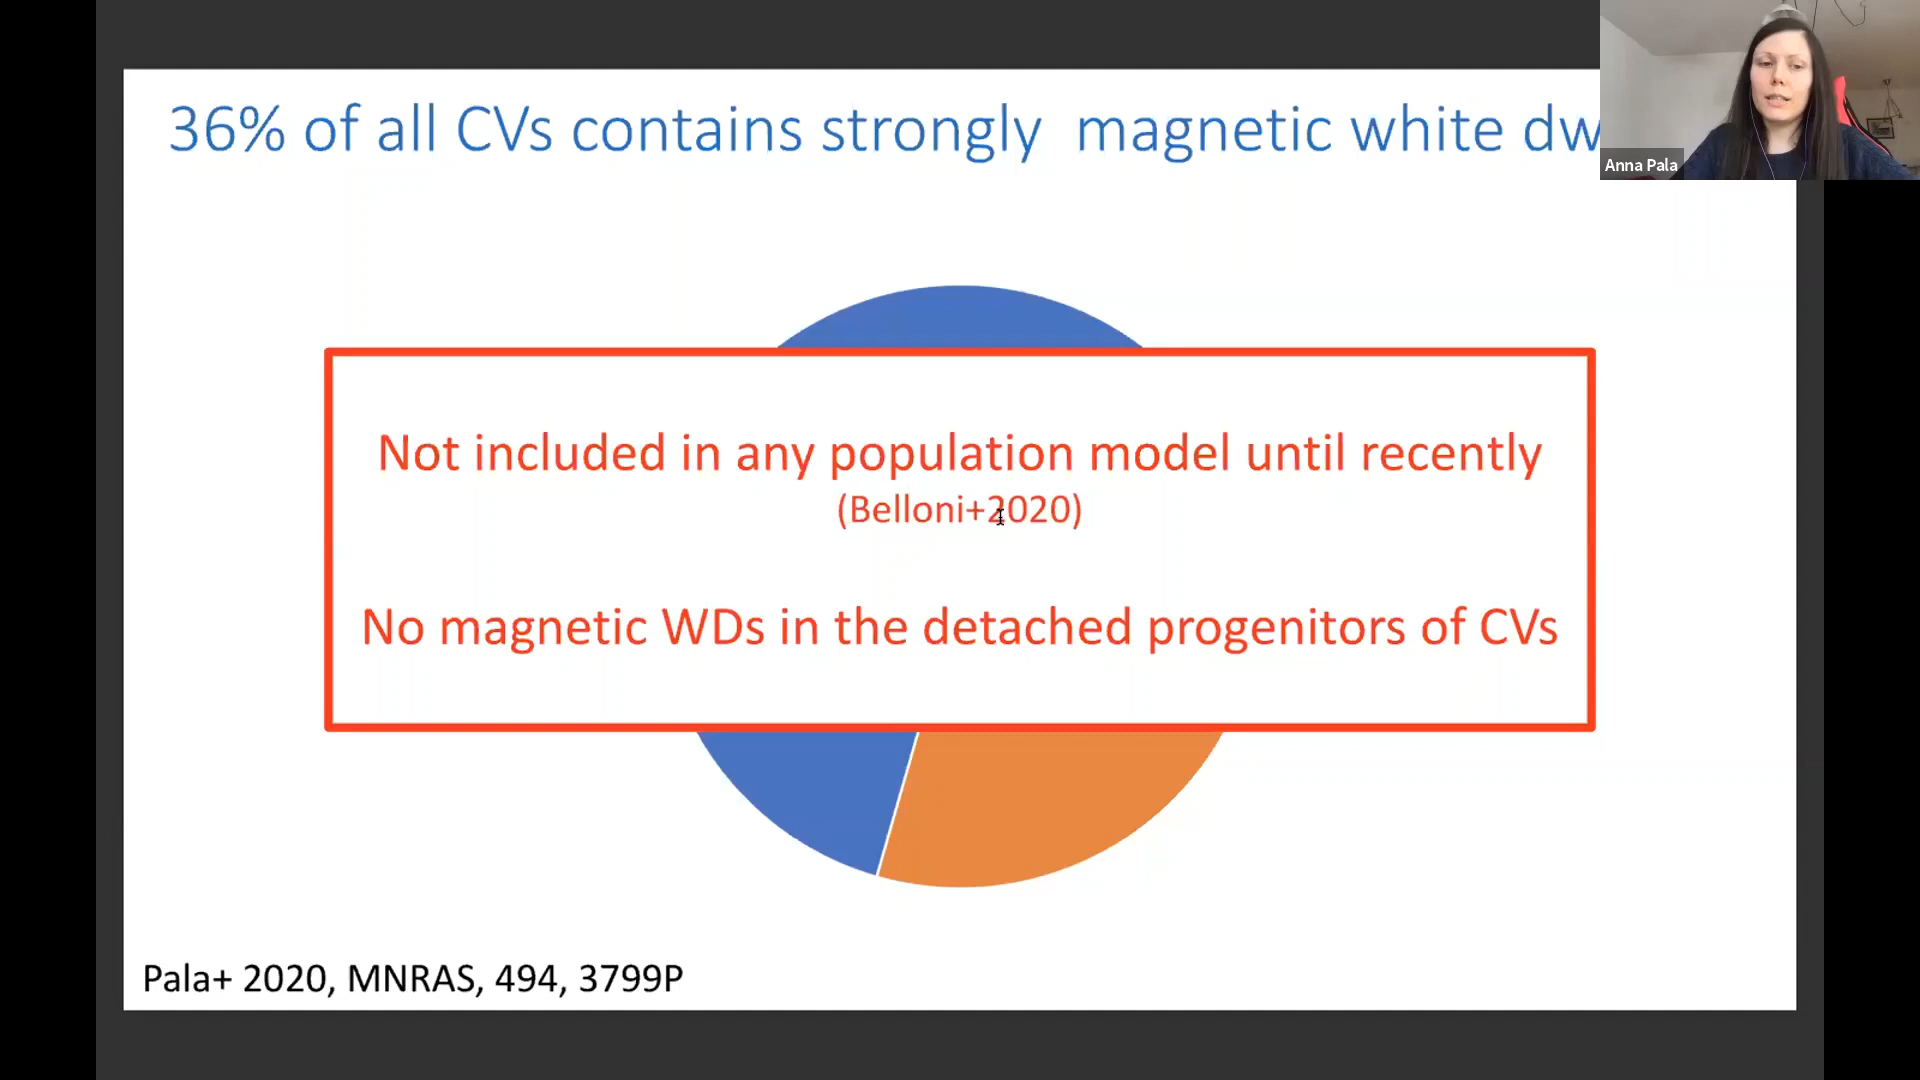 36% of all CVs contains strongly magnetic white dw
Anna Pala
Not included in any population model until recently
(Belloni+2020)
No magnetic WDs in the detached progenitors of CVs
Pala+ 2020, MNRAS, 494, 3799P